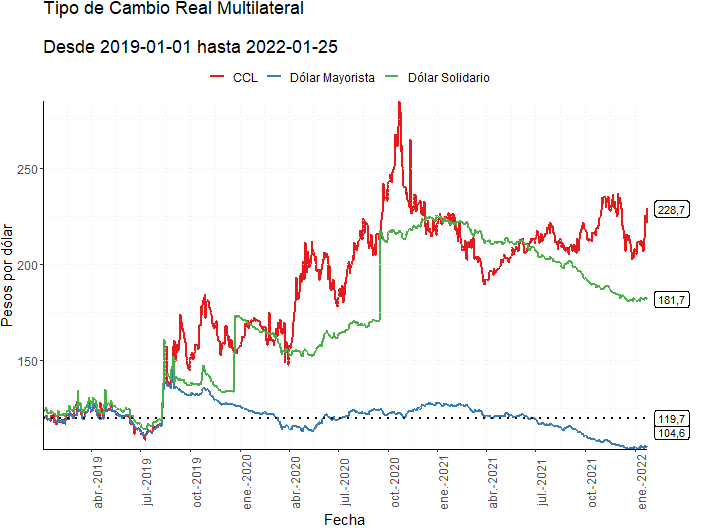 Tipo de Cambio Real Multilateral
Desde 2019-01-01 hasta 2022-01-25
CCL Dólar Mayorista Dólar Solidario
Pesos por dólar
250
200
150
228,7
181,7
119,7
104,6
abr.-2019
jul.-2019
oct.-2019
ene.-2020
abr.-2020
jul.-2020
oct.-2020
ene.-2021
abr.-2021
jul.-2021
oct.-2021
ene.-2022
Fecha